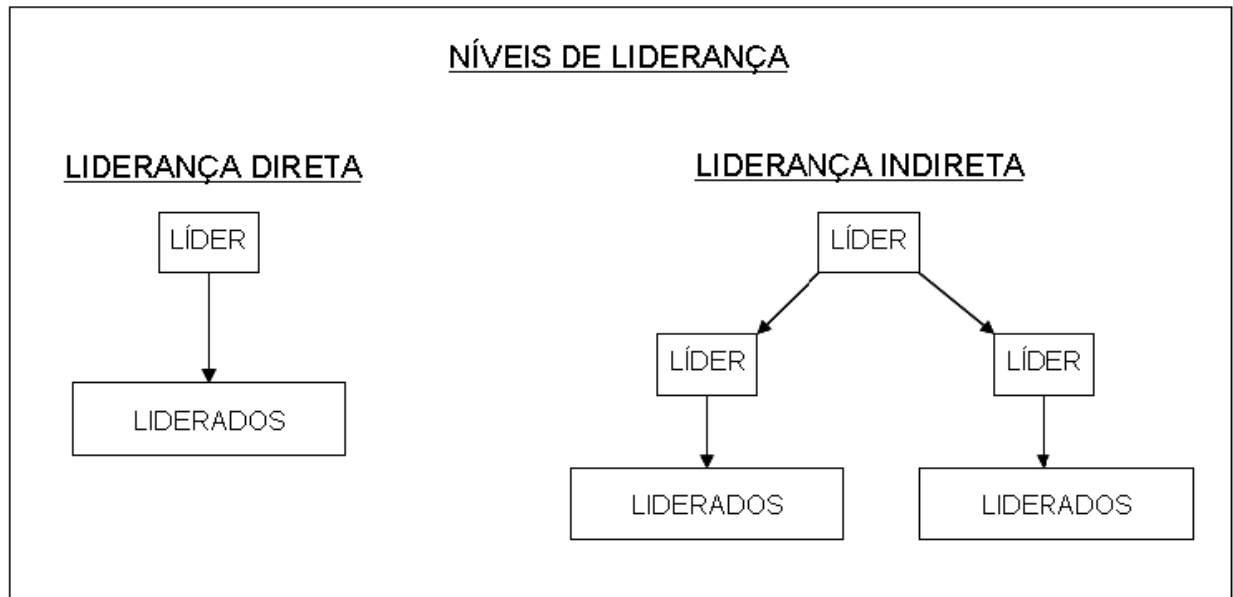 NÍVEIS DE LIDERANÇA
LIDERANÇA DIRETA
LÍDER
LIDERADOS
LIDERANÇA INDIRETA
LÍDER
LÍDER
LÍDER
LIDERADOS
LIDERADOS